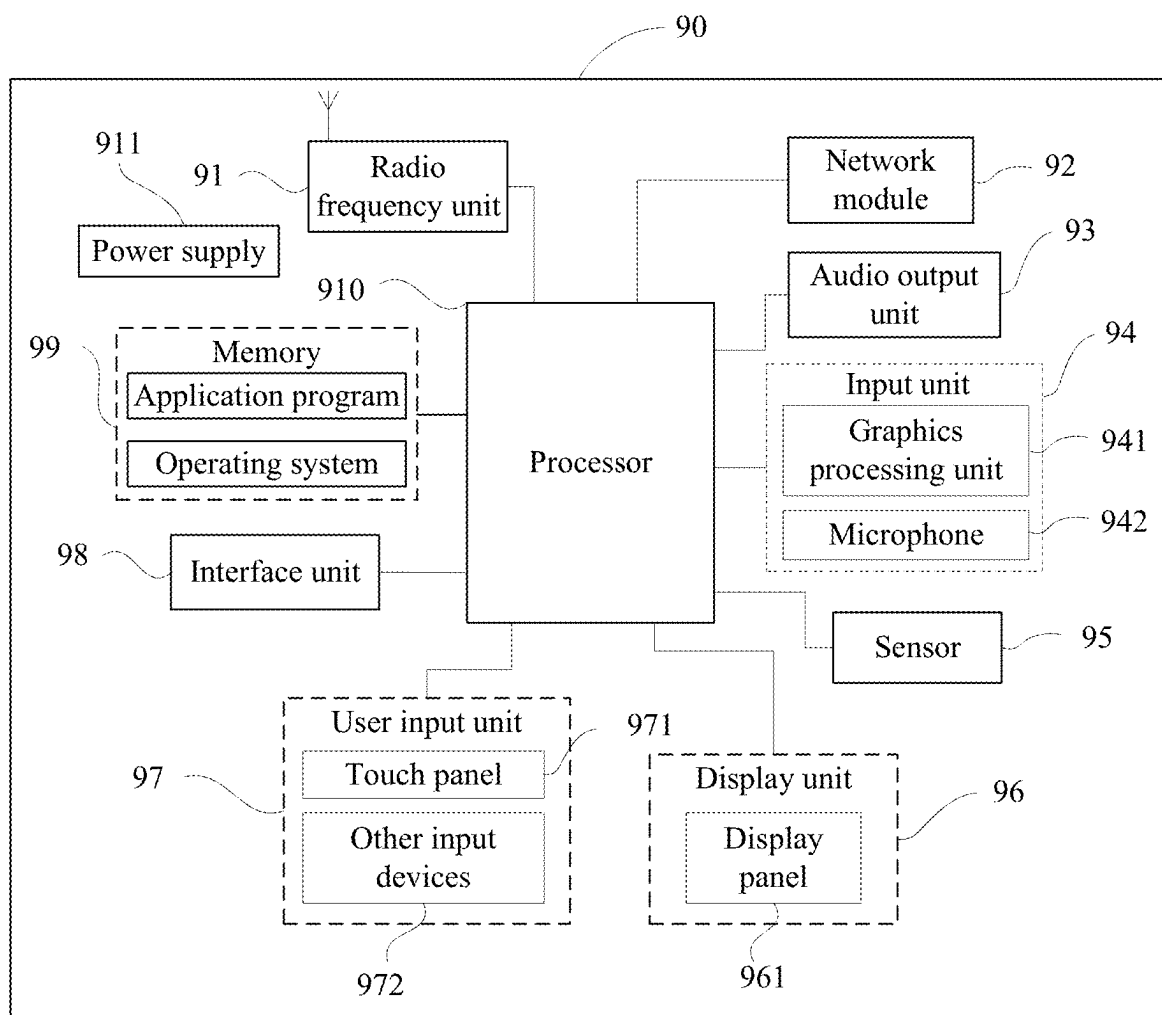 90
911
91
Radio
frequency unit
Network
module
92
Power supply
93
Audio output
unit
910
99
Memory
Application program
Operating system
Processor
94
Input unit
Graphics
processing unit
941
Microphone
942
98
Interface unit
Sensor
95
User input unit
971
97
Touch panel
Other input
devices
972
Display unit
96
Display
panel
961